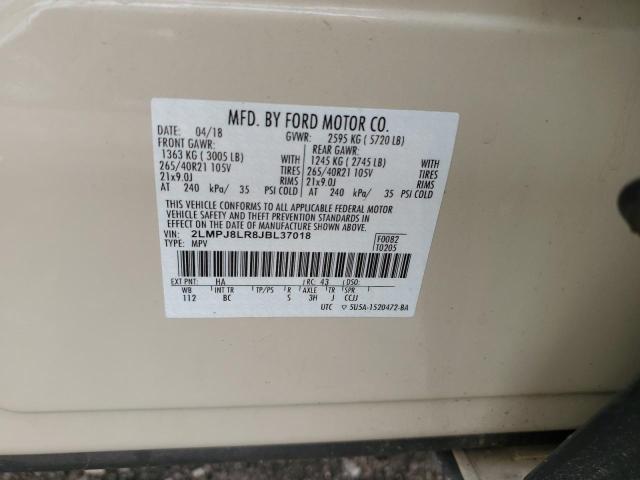 MFD. BY FORD MOTOR CO.
DATE: 04/18 GVWR: 2595 KG ( 5720 LB)
FRONT GAWR: REAR GAWR:
1363 KG ( 3005 LB) WITH 1245 KG ( 2745 LB) WITH
265/40R21 105V TIRES 265/40R21 105V TIRES
21x9.0J RIMS 21x9.0J RIMS
AT 240 kPa/ 35 PSI COLD AT 240 kPa/ 35 PSI COLD
THIS VEHICLE CONFORMS TO ALL APPLICABLE FEDERAL MOTOR
VEHICLE SAFETY AND THEFT PREVENTION STANDARDS IN
EFFECT ON THE DATE OF MANUFACTURE SHOWN ABOVE.
VIN: 2LMPJ8LR8JBL37018 F0082
TYPE: MPV T0205
EXT PNT: HA RC: 43 DSO:
WB INT TR TP/PS R AXLE TR SPR
112 BC S 3H J CCJJ
UTC 5U5A-1520472-BA